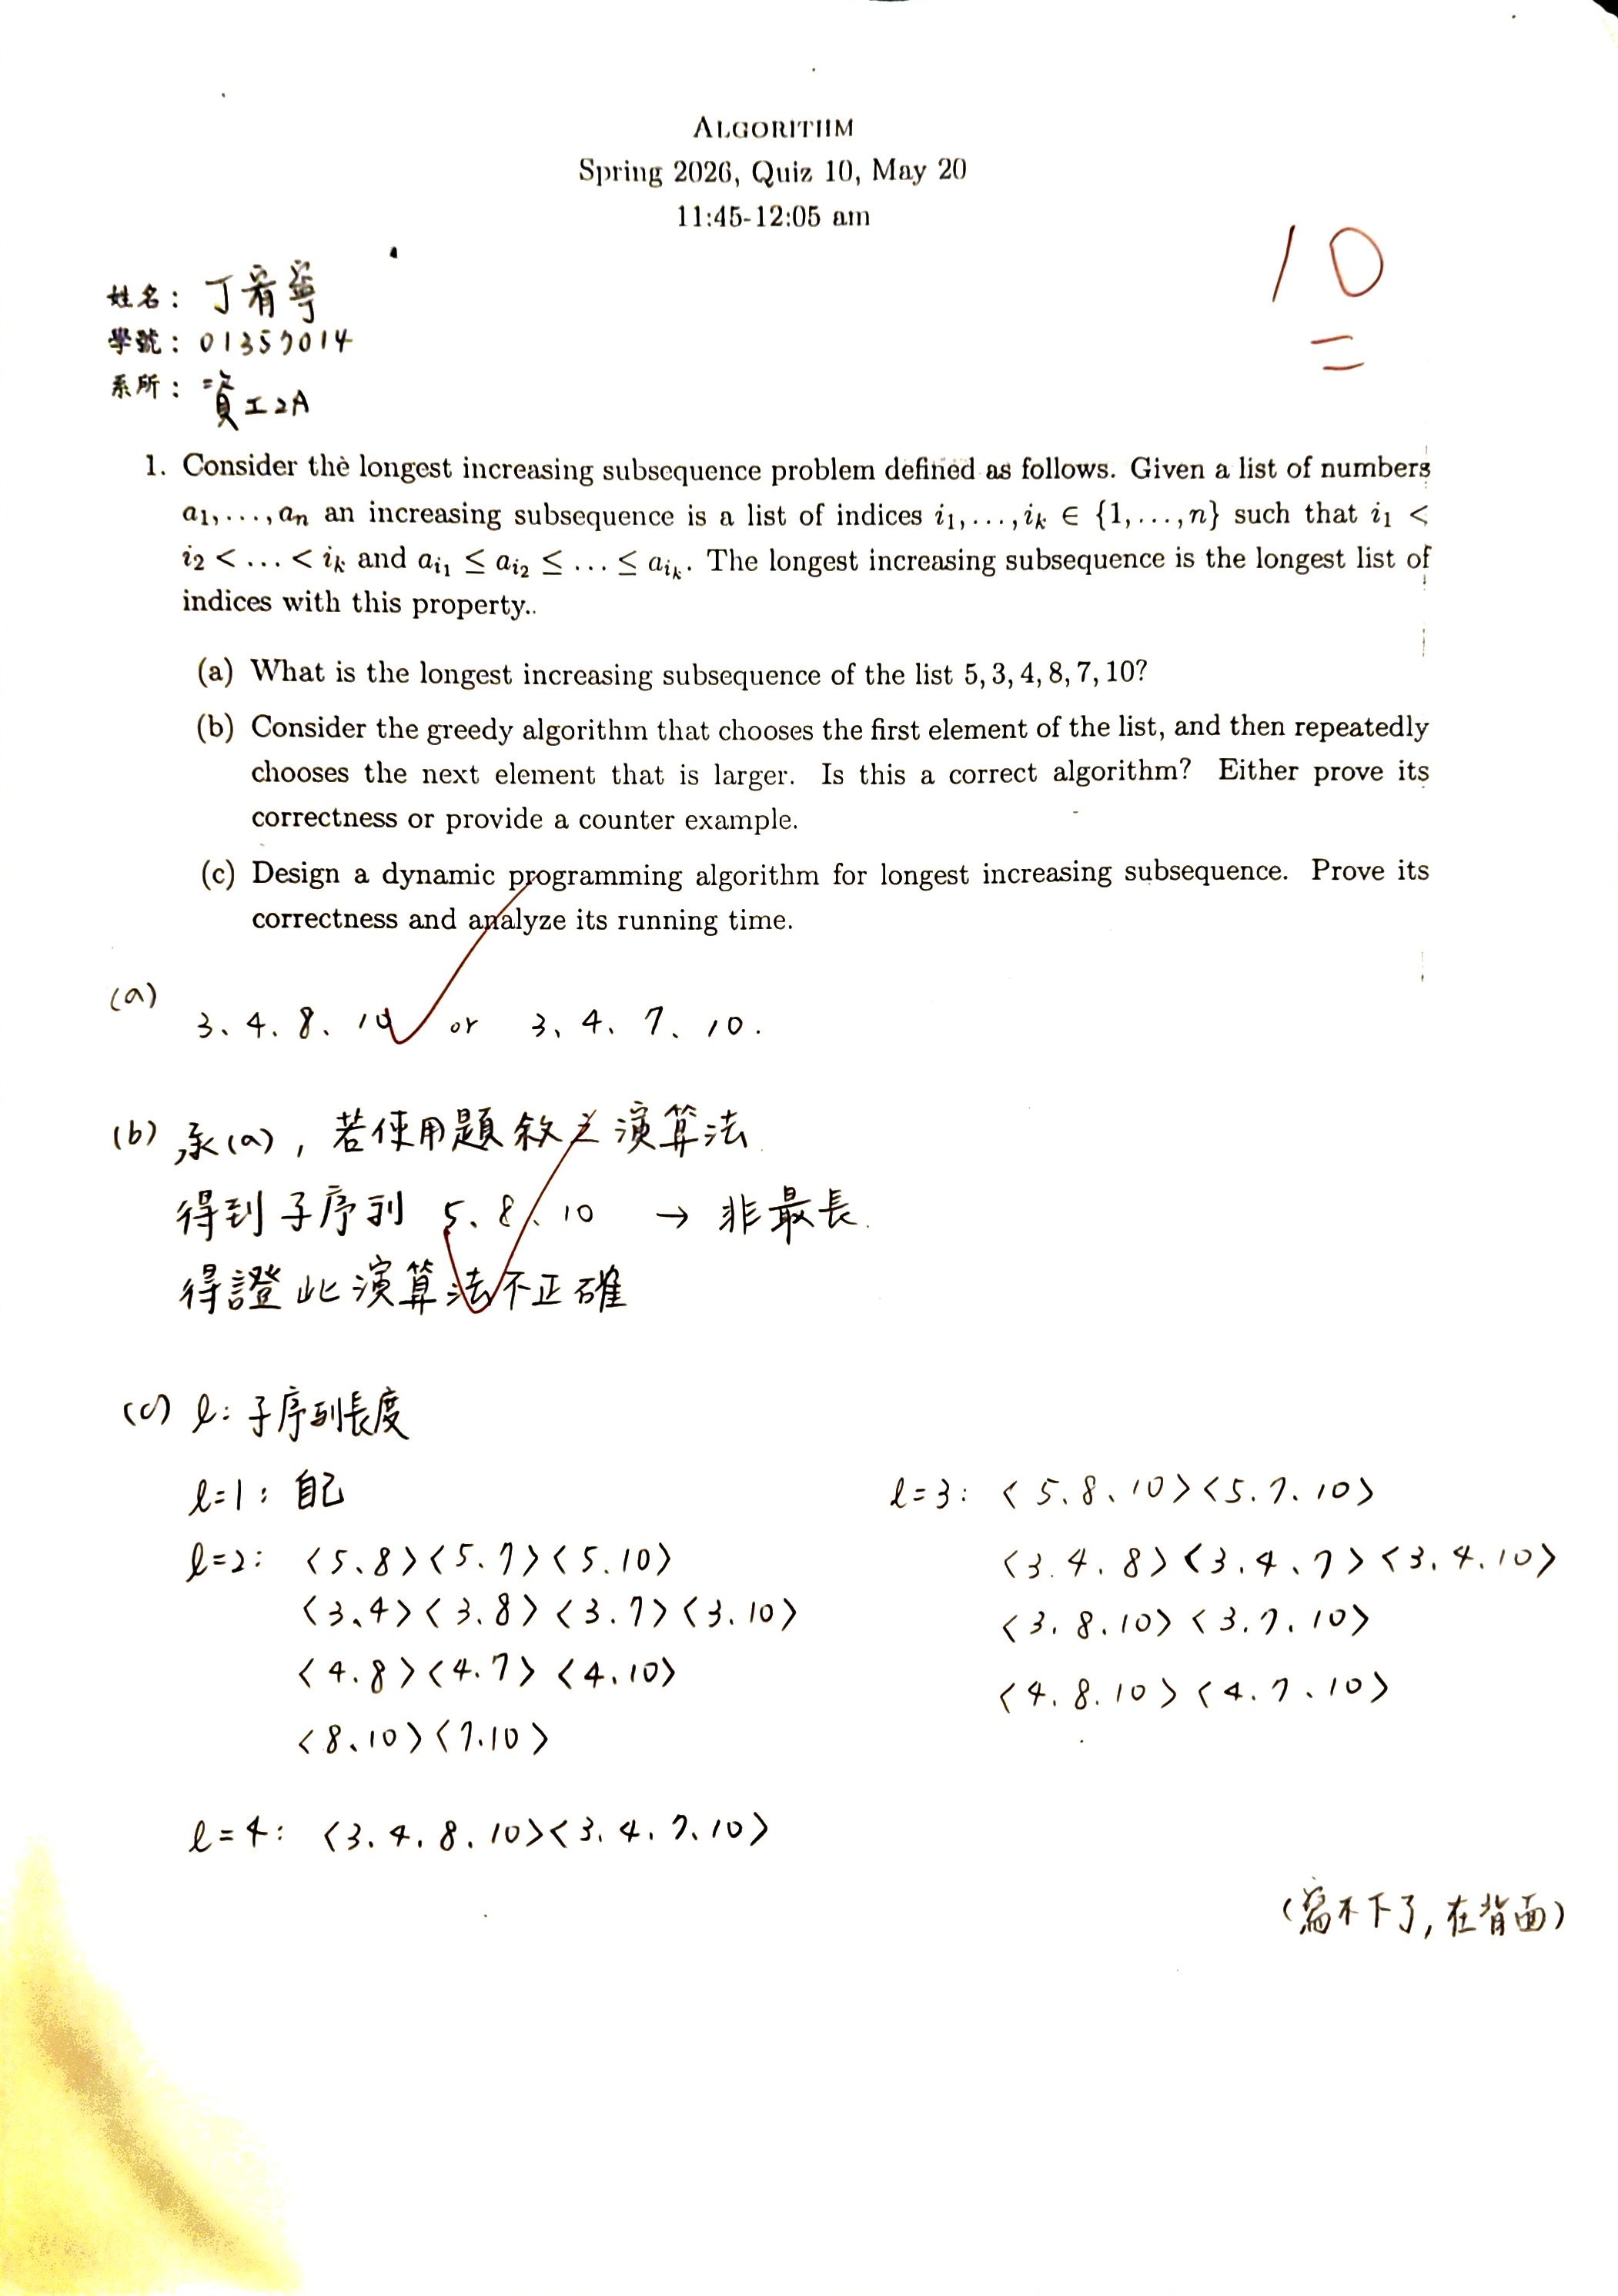 ALGORITHM
Spring 2026, Quiz 10, May 20
11:45-12:05 am
10
姓名：丁宥寧
學號：01357014
系所：資工2A
1. Consider the longest increasing subsequence problem defined as follows. Given a list of numbers
a₁, . . . , aₙ an increasing subsequence is a list of indices i₁, . . . , iₖ ∈ {1, . . . , n} such that i₁ <
i₂ < . . . < iₖ and a_{i₁} ≤ a_{i₂} ≤ . . . ≤ a_{iₖ}. The longest increasing subsequence is the longest list of
indices with this property..
(a) What is the longest increasing subsequence of the list 5, 3, 4, 8, 7, 10?
(b) Consider the greedy algorithm that chooses the first element of the list, and then repeatedly
chooses the next element that is larger. Is this a correct algorithm? Either prove its
correctness or provide a counter example.
(c) Design a dynamic programming algorithm for longest increasing subsequence. Prove its
correctness and analyze its running time.
(a)
3、4、8、10 or 3、4、7、10.
(b) 承(a)，若使用題敘之演算法
得到子序列 5、8、10 → 非最長.
得證此演算法不正確
(c) ℓ: 子序列長度
ℓ=1: 自己
ℓ=2: <5、8><5、7><5、10>
<3、4><3、8><3、7><3、10>
<4、8><4、7><4、10>
<8、10><7、10>
ℓ=3: <5、8、10><5、7、10>
<3、4、8><3、4、7><3、4、10>
<3、8、10><3、7、10>
<4、8、10><4、7、10>
ℓ=4: <3、4、8、10><3、4、7、10>
(寫不下了, 在背面)